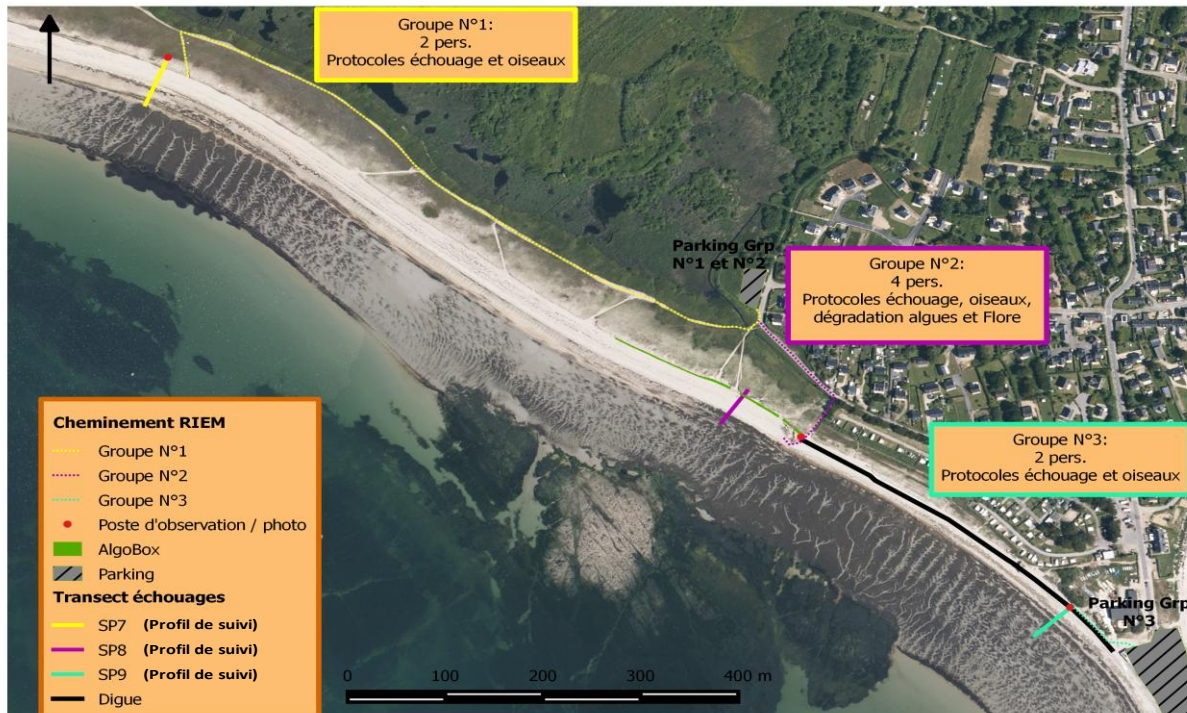 Groupe N°1:
2 pers.
Protocoles échouage et oiseaux
Parking Grp
N°1 et N°2
Groupe N°2:
4 pers.
Protocoles échouage, oiseaux,
dégradation algues et Flore
Groupe N°3:
2 pers.
Protocoles échouage et oiseaux
Parking Grp
N°3
Cheminement RIEM
Groupe N°1
Groupe N°2
Groupe N°3
Poste d'observation / photo
AlgoBox
Parking
Transect échouages
SP7 (Profil de suivi)
SP8 (Profil de suivi)
SP9 (Profil de suivi)
Digue
0 100 200 300 400 m